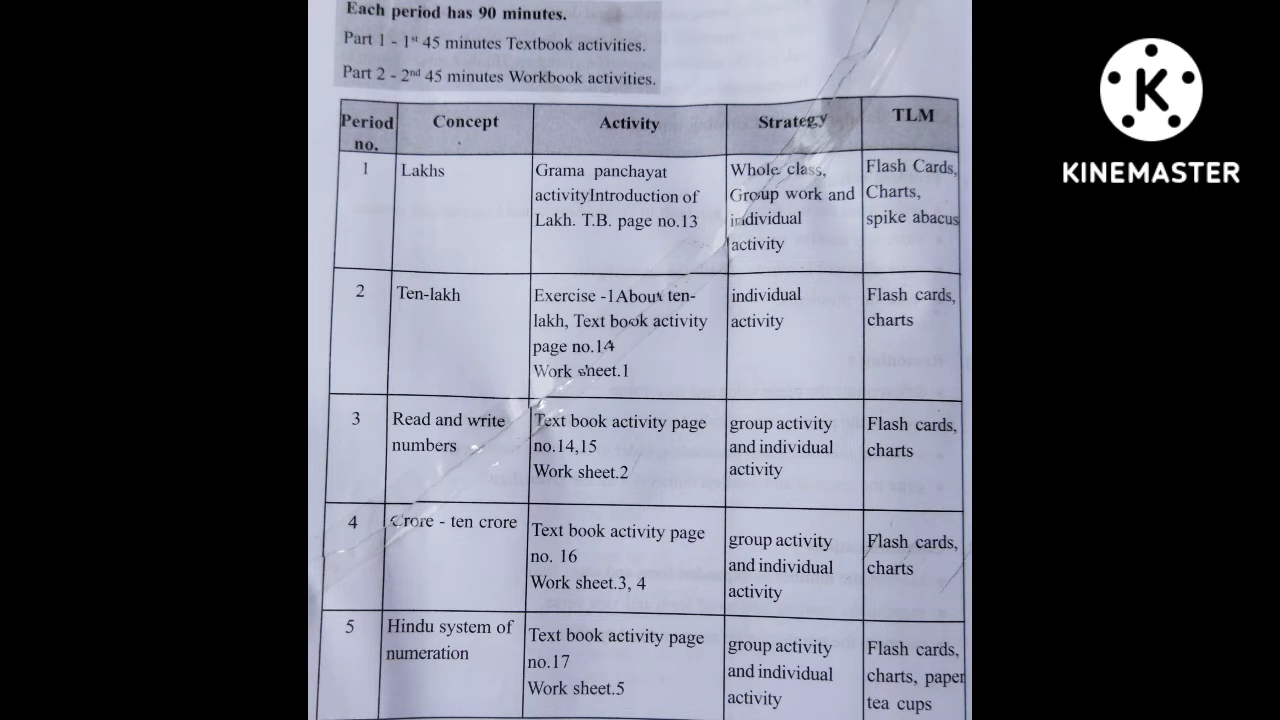 Each period has 90 minutes.
Part 1 - 1st 45 minutes Textbook activities.
Part 2 - 2nd 45 minutes Workbook activities.
Period no.
Concept
Activity
Strategy
TLM
1
Lakhs
Grama panchayat
activityIntroduction of
Lakh. T.B. page no.13
Whole class,
Group work and
individual
activity
Flash Cards,
Charts,
spike abacus
2
Ten-lakh
Exercise -1About ten-
lakh, Text book activity
page no.14
Work sheet.1
individual
activity
Flash cards,
charts
3
Read and write
numbers
Text book activity page
no.14,15
Work sheet.2
group activity
and individual
activity
Flash cards,
charts
4
Crore - ten crore
Text book activity page
no. 16
Work sheet.3, 4
group activity
and individual
activity
Flash cards,
charts
5
Hindu system of
numeration
Text book activity page
no.17
Work sheet.5
group activity
and individual
activity
Flash cards,
charts, paper
tea cups
K
KINEMASTER